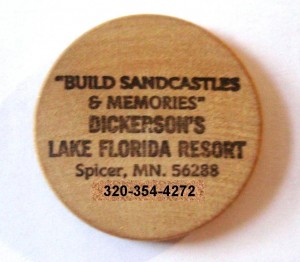 "BUILD SANDCASTLES
& MEMORIES"
DICKERSON'S
LAKE FLORIDA RESORT
Spicer, MN. 56288
320-354-4272